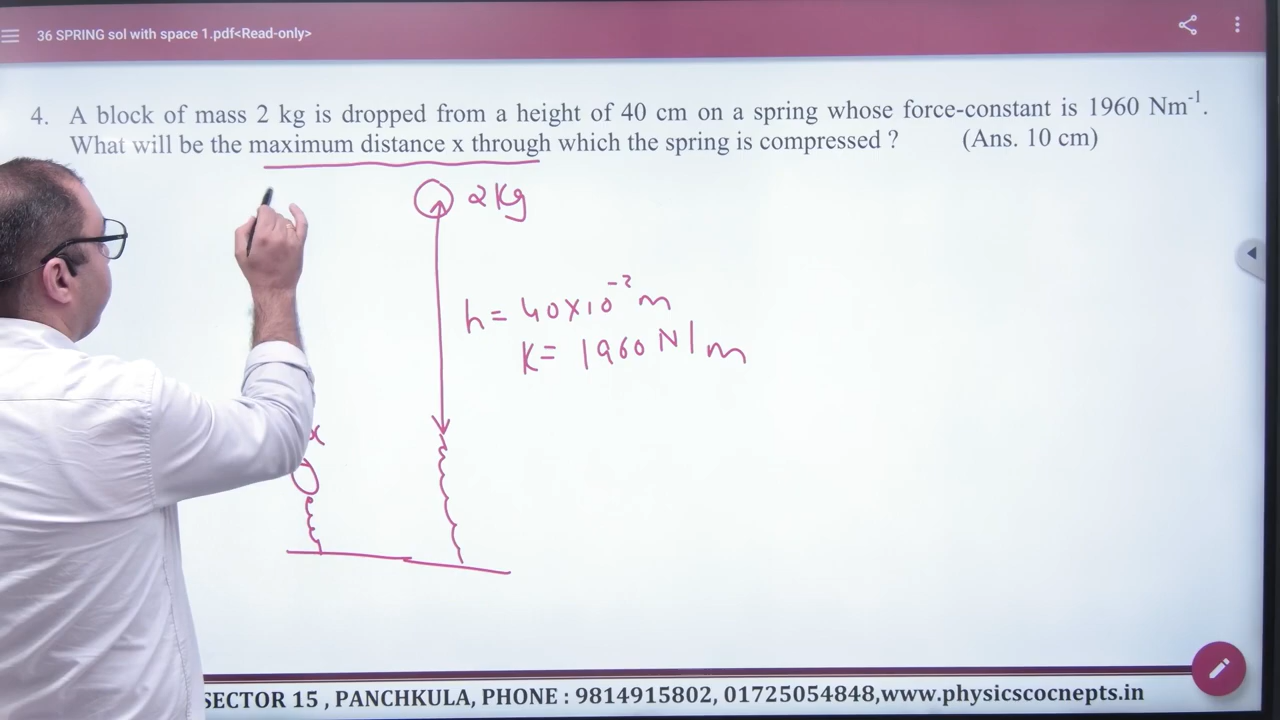 36 SPRING sol with space 1.pdf<Read-only>
4. A block of mass 2 kg is dropped from a height of 40 cm on a spring whose force-constant is 1960 Nm⁻¹.
What will be the maximum distance x through which the spring is compressed ? (Ans. 10 cm)
2 Kg
h = 40×10⁻² m
K = 1960 N/m
x
SECTOR 15 , PANCHKULA, PHONE : 9814915802, 01725054848,www.physicscocnepts.in